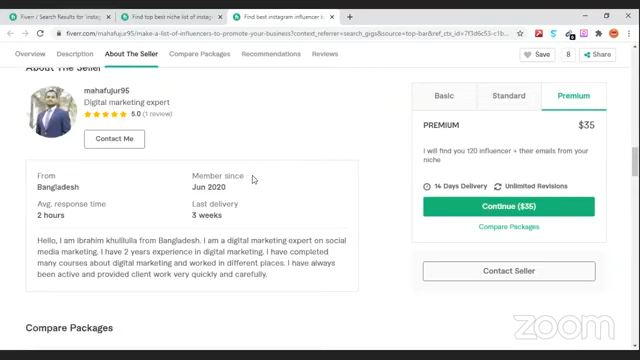 Fiverr / Search Results for 'instag
Find top best niche list of instag
Find best instagram influencer t
fiverr.com/mahafujur95/make-a-list-of-influencers-to-promote-your-business?context_referrer=search_gigs&source=top-bar&ref_ctx_id=7f3d6c53-c1b...
Overview Description About The Seller Compare Packages Recommendations Reviews
Save 8 Share
About The Seller
mahafujur95
Digital marketing expert
5.0 (1 review)
Contact Me
From
Bangladesh
Member since
Jun 2020
Avg. response time
2 hours
Last delivery
3 weeks
Hello, I am Ibrahim khulilulla from Bangladesh. I am a digital marketing expert on social
media marketing. I have 2 years experience in digital marketing. I have completed
many courses about digital marketing and worked in different places. I have always
been active and provided client work very quickly and carefully.
Compare Packages
Basic Standard Premium
PREMIUM $35
I will find you 120 influencer + their emails from your
niche
14 Days Delivery Unlimited Revisions
Continue ($35)
Compare Packages
Contact Seller
zoom